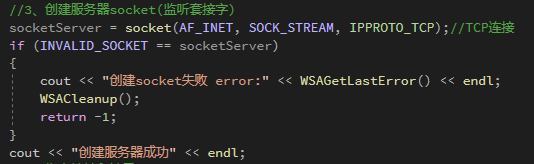 //3、创建服务器socket(监听套接字)
socketServer = socket(AF_INET, SOCK_STREAM, IPPROTO_TCP);//TCP连接
if (INVALID_SOCKET == socketServer)
{
cout << "创建socket失败 error:" << WSAGetLastError() << endl;
WSACleanup();
return -1;
}
cout << "创建服务器成功" << endl;